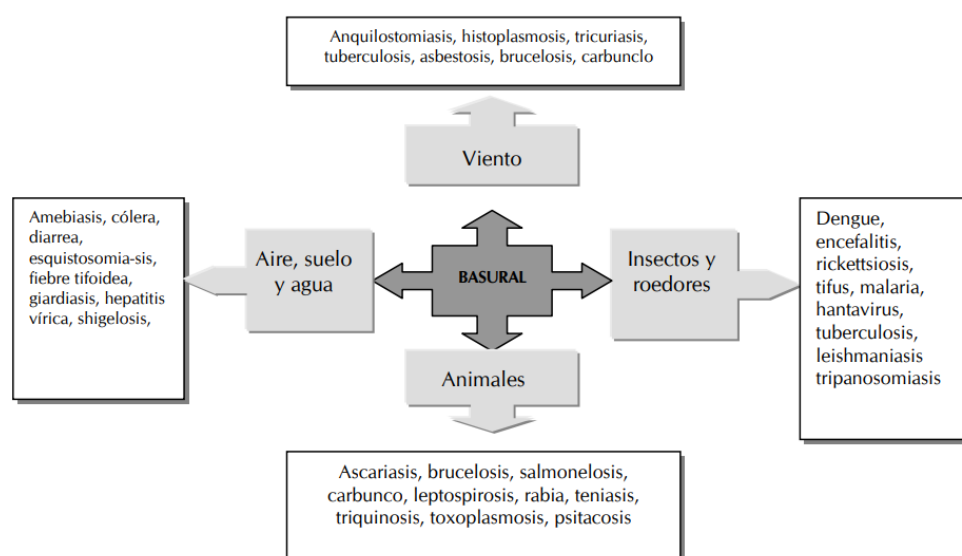 Anquilostomiasis, histoplasmosis, tricuriasis,
tuberculosis, asbestosis, brucelosis, carbunclo
Viento
Amebiasis, cólera,
diarrea,
esquistosomia-sis,
fiebre tifoidea,
giardiasis, hepatitis
vírica, shigelosis,
Aire, suelo
y agua
BASURAL
Insectos y
roedores
Dengue,
encefalitis,
rickettsiosis,
tifus, malaria,
hantavirus,
tuberculosis,
leishmaniasis
tripanosomiasis
Animales
Ascariasis, brucelosis, salmonelosis,
carbunco, leptospirosis, rabia, teniasis,
triquinosis, toxoplasmosis, psitacosis